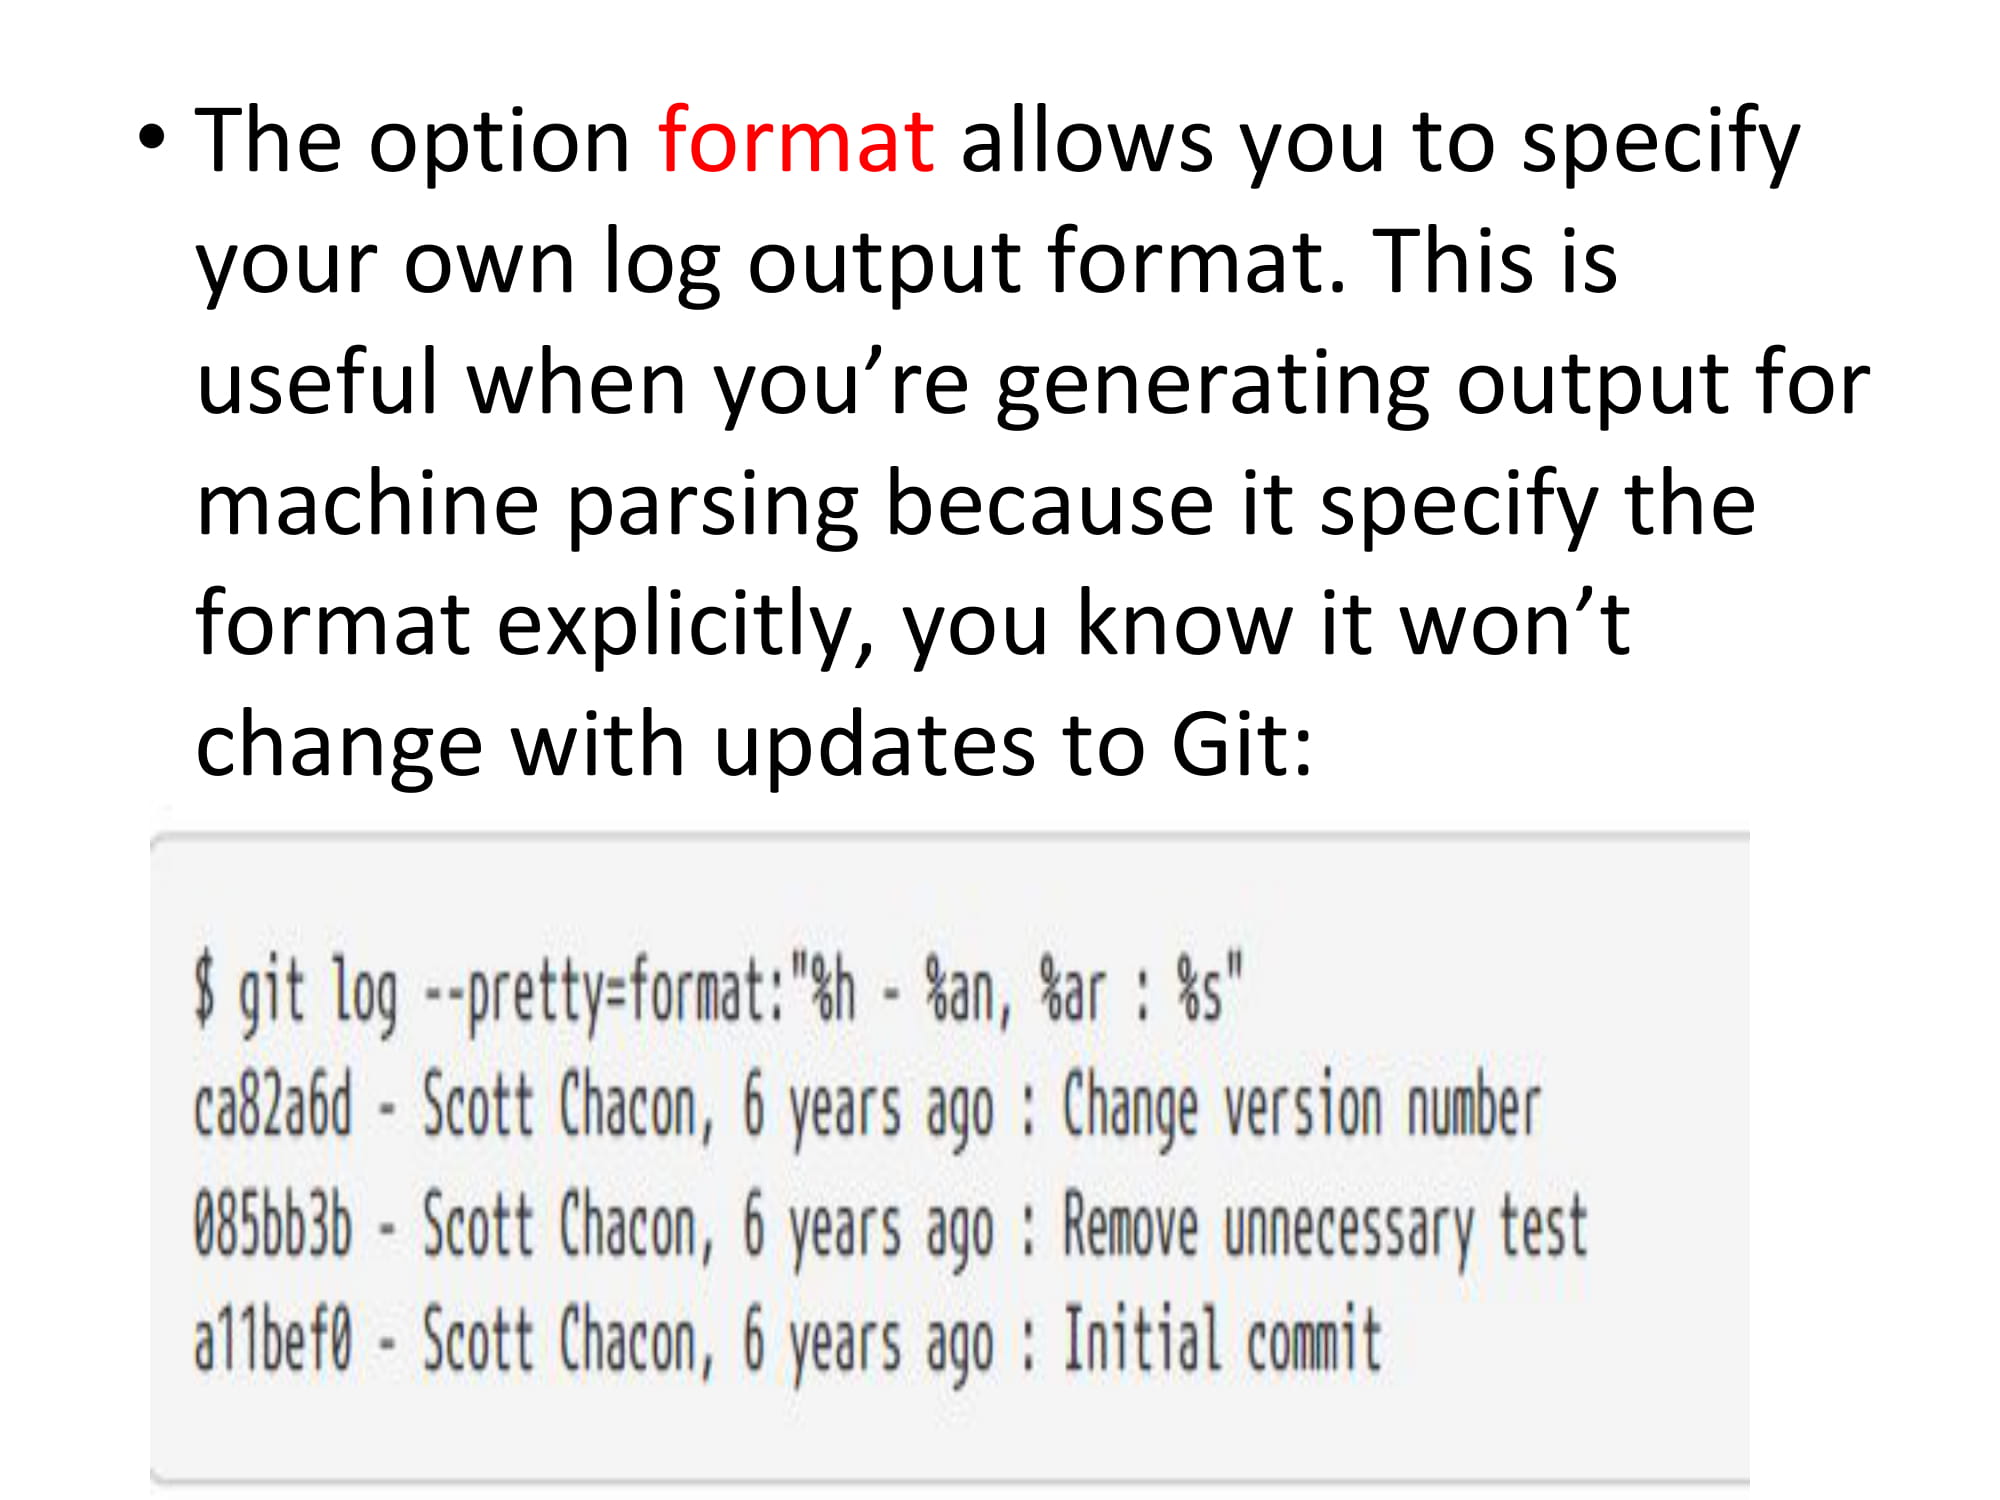 • The option format allows you to specify
your own log output format. This is
useful when you’re generating output for
machine parsing because it specify the
format explicitly, you know it won’t
change with updates to Git:
$ git log --pretty=format:"%h - %an, %ar : %s"
ca82a6d - Scott Chacon, 6 years ago : Change version number
085bb3b - Scott Chacon, 6 years ago : Remove unnecessary test
a11bef0 - Scott Chacon, 6 years ago : Initial commit